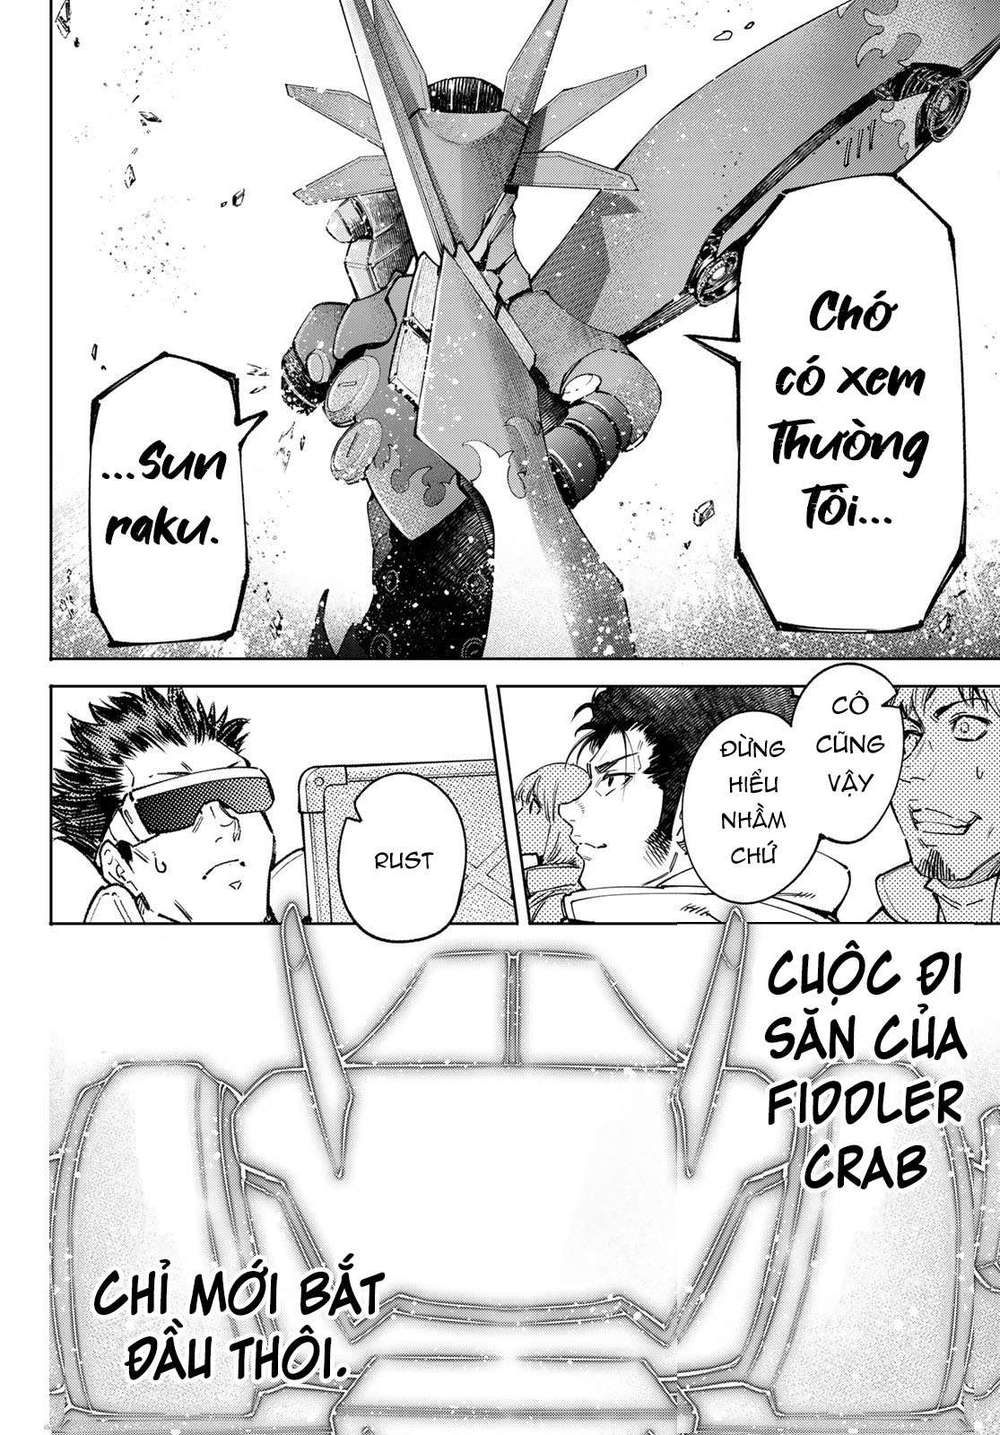 Chớ
có xem
Thường
Tôi...
...Sun
raku.
CÔ
CŨNG
VẬY
ĐỪNG
HIỂU
NHẦM
CHỨ
RUST
CUỘC ĐI
SĂN CỦA
FIDDLER
CRAB
CHỈ MỚI BẮT
ĐẦU THÔI.